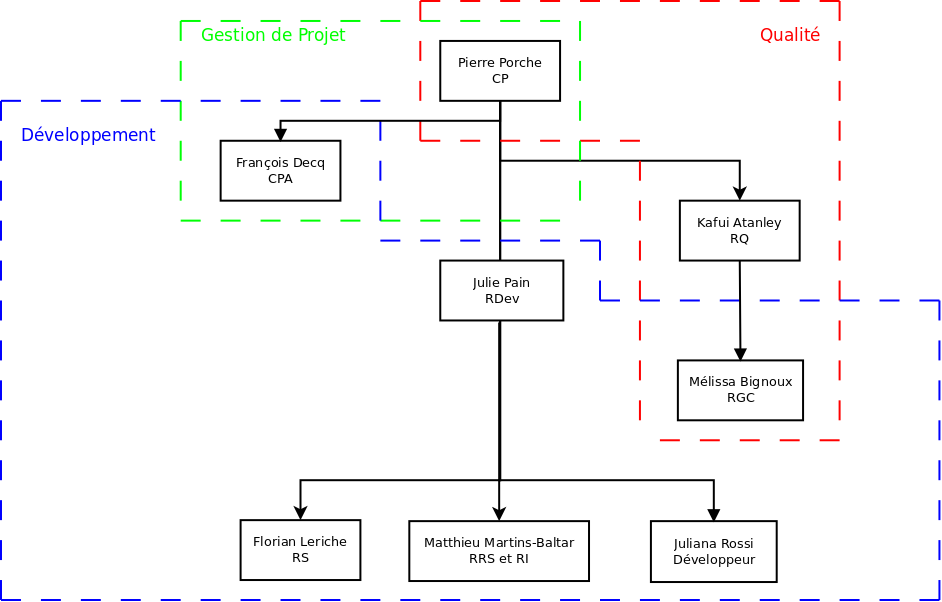 Gestion de Projet
Qualité
Pierre Porche
CP
Développement
François Decq
CPA
Kafui Atanley
RQ
Julie Pain
RDev
Mélissa Bignoux
RGC
Florian Leriche
RS
Matthieu Martins-Baltar
RRS et RI
Juliana Rossi
Développeur